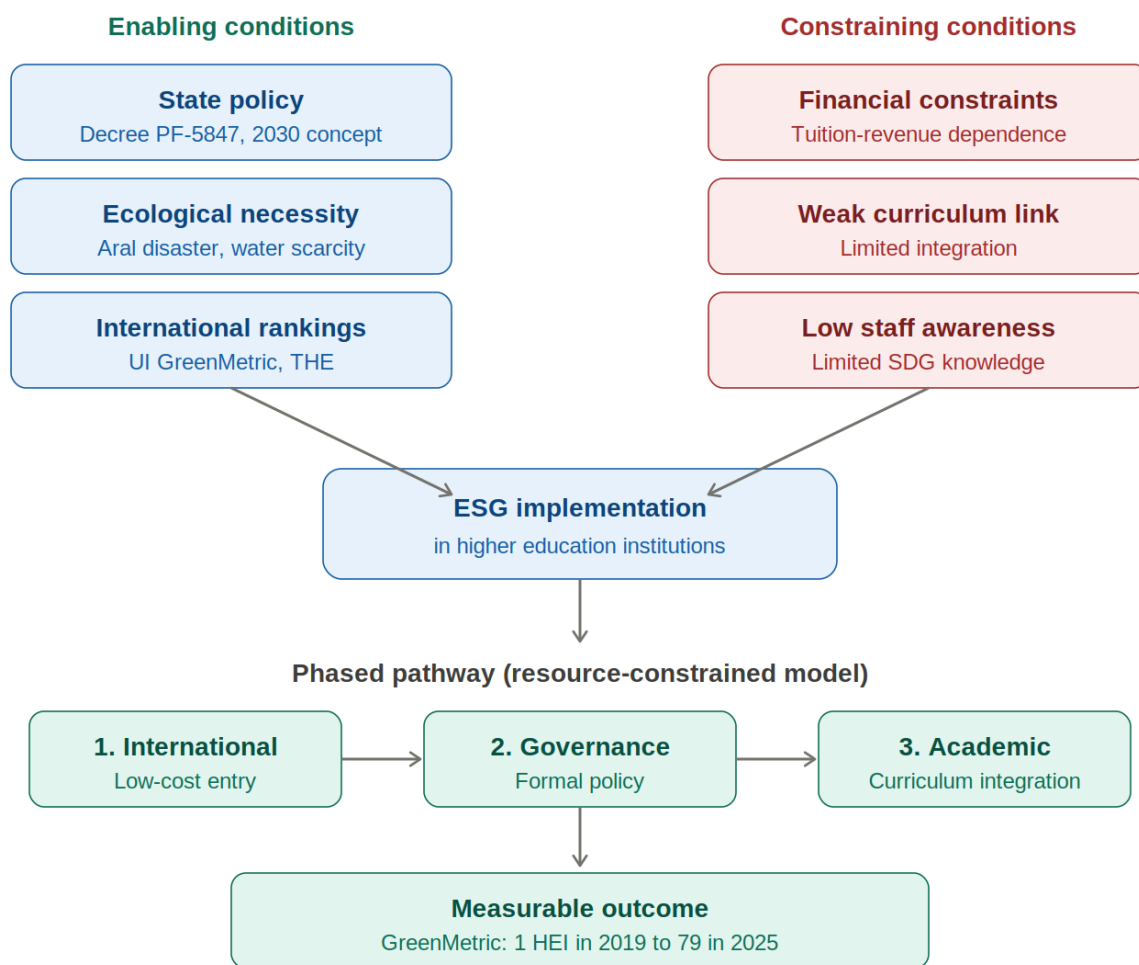 Enabling conditions
Constraining conditions
State policy
Decree PF-5847, 2030 concept
Financial constraints
Tuition-revenue dependence
Ecological necessity
Aral disaster, water scarcity
Weak curriculum link
Limited integration
International rankings
UI GreenMetric, THE
Low staff awareness
Limited SDG knowledge
ESG implementation
in higher education institutions
Phased pathway (resource-constrained model)
1. International
Low-cost entry
2. Governance
Formal policy
3. Academic
Curriculum integration
Measurable outcome
GreenMetric: 1 HEI in 2019 to 79 in 2025